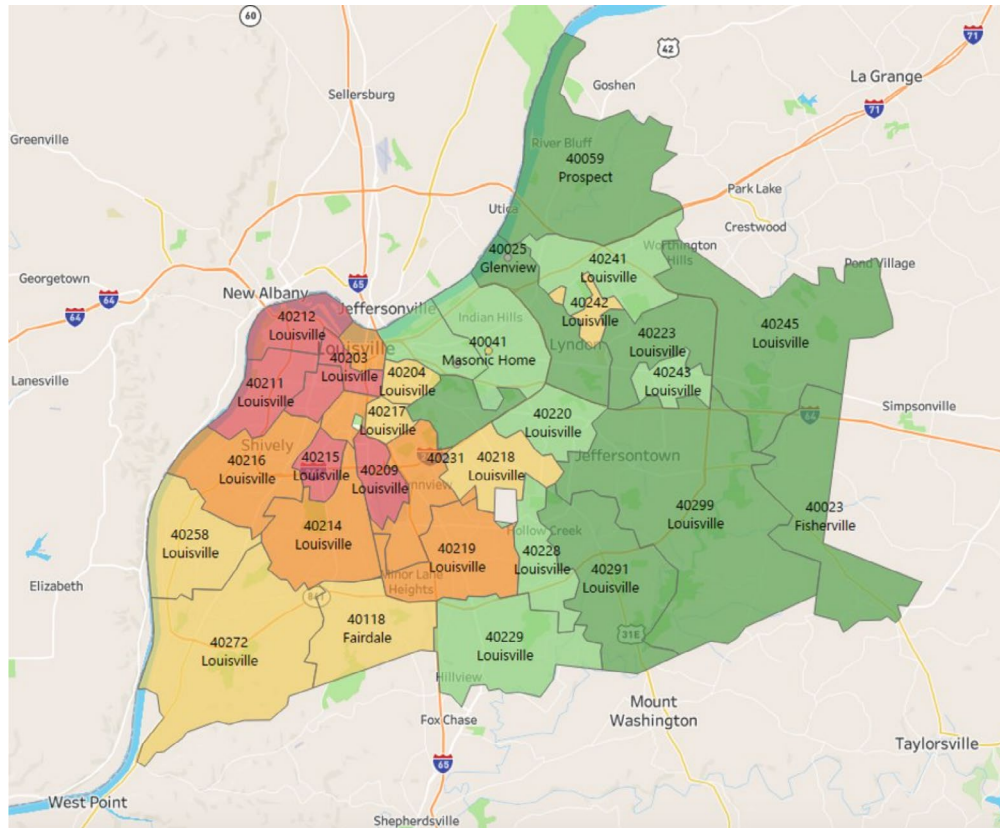 60
71
42
Goshen
La Grange
Sellersburg
71
Greenville
River Bluff
40059
Prospect
Park Lake
Utica
Crestwood
40025
Glenview
40241
Louisville
Worthington
Hills
Pond Village
Georgetown
65
New Albany
64
64
Jeffersonville
40242
Louisville
Indian Hills
40212
Louisville
Louisville
40203
Louisville
40041
Masonic Home
Lyndon
40223
Louisville
40245
Louisville
Lanesville
40211
Louisville
40204
Louisville
40243
Louisville
40217
Louisville
40220
Louisville
Simpsonville
64
Shively
40216
Louisville
40215
Louisville
40209
Louisville
40231
40218
Louisville
Jeffersontown
40258
Louisville
40214
Louisville
40299
Louisville
40023
Fisherville
Hollow Creek
40219
Louisville
40228
Louisville
Elizabeth
Minor Lane
Heights
40291
Louisville
841
40118
Fairdale
40272
Louisville
40229
Louisville
31E
Hillview
Fox Chase
Mount
Washington
65
Taylorsville
West Point
Shepherdsville